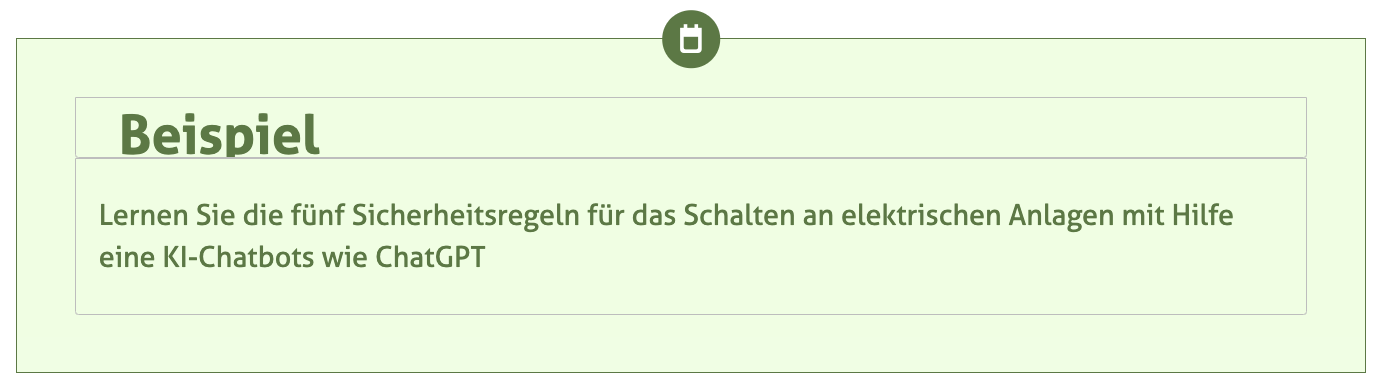 Beispiel
Lernen Sie die fünf Sicherheitsregeln für das Schalten an elektrischen Anlagen mit Hilfe
eine KI-Chatbots wie ChatGPT